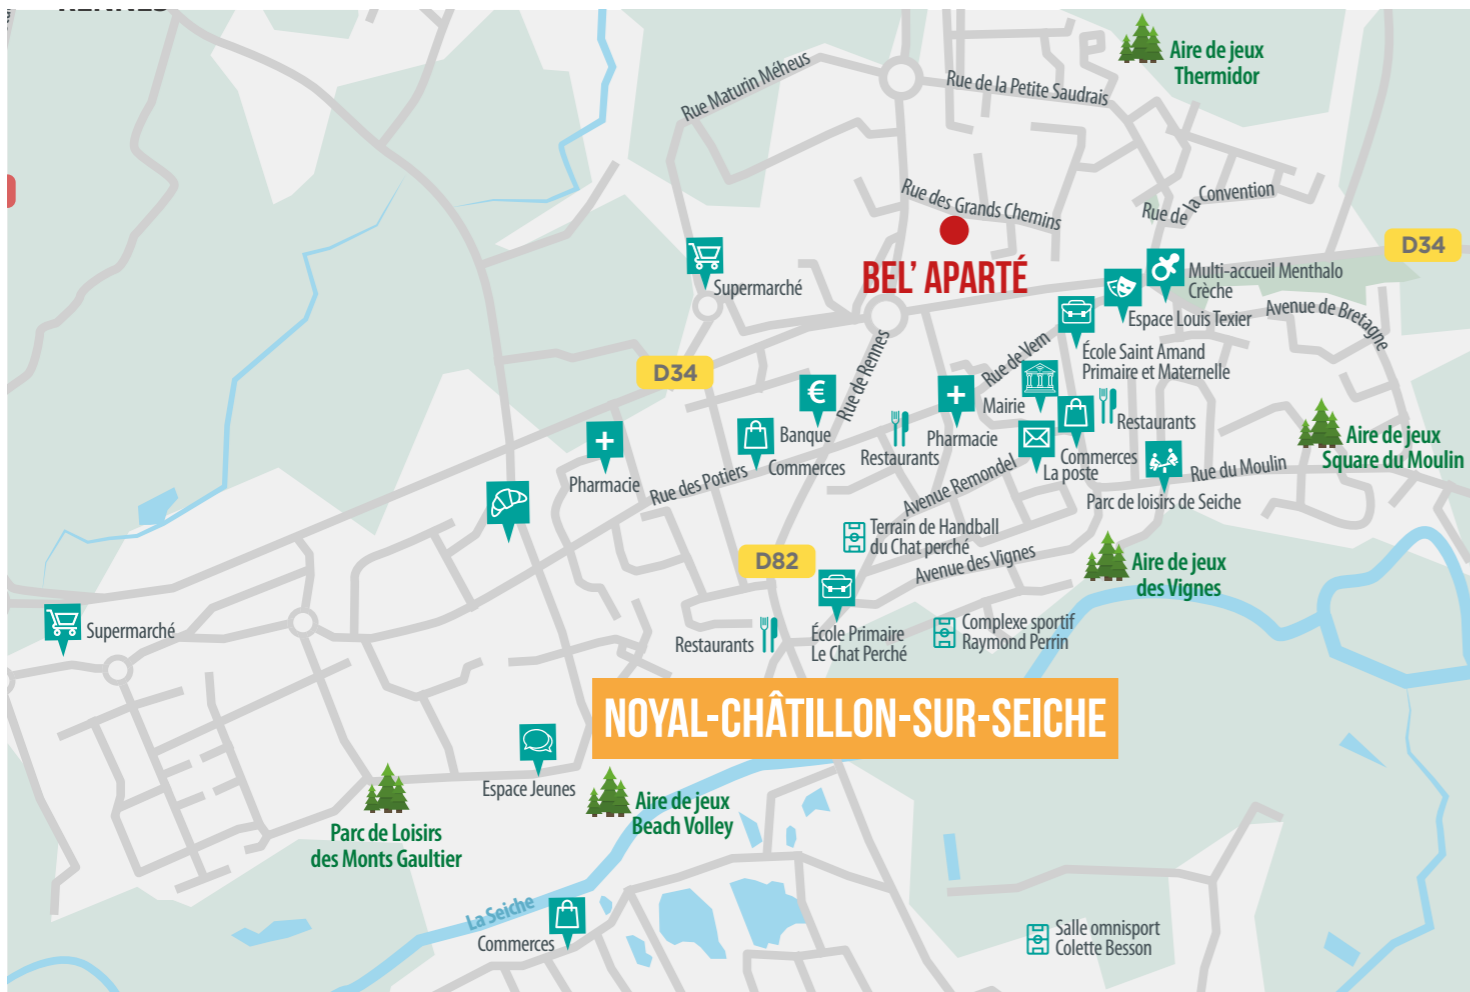 RENNES
Aire de jeux
Thermidor
Rue Maturin Méheus
Rue de la Petite Saudrais
Rue des Grands Chemins
Rue de la Convention
D34
BEL' APARTÉ
Supermarché
Multi-accueil Menthalo
Crèche
Espace Louis Texier
Avenue de Bretagne
Rue de Rennes
Rue de Vern
École Saint Amand
Primaire et Maternelle
D34
€
Banque
Mairie
Restaurants
Pharmacie
Restaurants
Commerces
Commerces
La poste
Aire de jeux
Square du Moulin
Pharmacie
Rue des Potiers
Avenue Remondel
Rue du Moulin
Parc de loisirs de Seiche
Terrain de Handball
du Chat perché
Avenue des Vignes
D82
Aire de jeux
des Vignes
Supermarché
Restaurants
École Primaire
Le Chat Perché
Complexe sportif
Raymond Perrin
NOYAL-CHÂTILLON-SUR-SEICHE
Espace Jeunes
Aire de jeux
Beach Volley
Parc de Loisirs
des Monts Gaultier
La Seiche
Commerces
Salle omnisport
Colette Besson